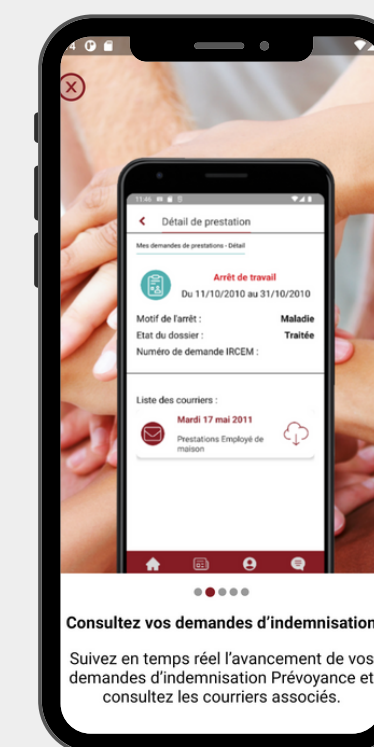 X
11:46
Détail de prestation
Mes demandes de prestations - Détail
Arrêt de travail
Du 11/10/2010 au 31/10/2010
Motif de l'arrêt : Maladie
Etat du dossier : Traitée
Numéro de demande IRCEM :
Liste des courriers :
Mardi 17 mai 2011
Prestations Employé de
maison
Consultez vos demandes d'indemnisation
Suivez en temps réel l'avancement de vos
demandes d'indemnisation Prévoyance et
consultez les courriers associés.